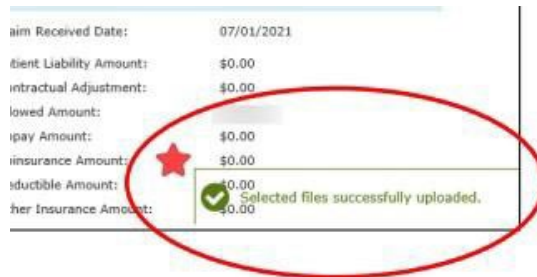 aim Received Date: 07/01/2021
tient Liability Amount: $0.00
ntractual Adjustment: $0.00
lowed Amount:
pay Amount: $0.00
insurance Amount: $0.00
eductible Amount: $0.00
Selected files successfully uploaded.
her Insurance Amount: $0.00